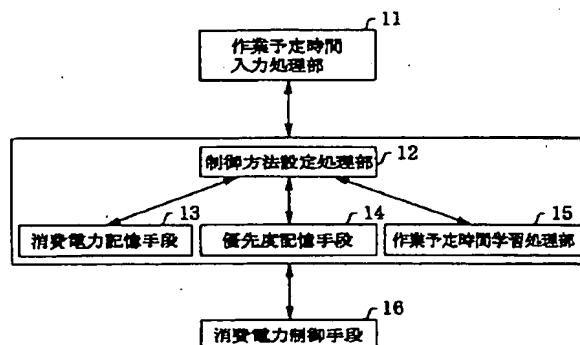 11
作業予定時間
入力処理部
制御方法設定処理部
12
13
14
15
消費電力記憶手段
優先度記憶手段
作業予定時間学習処理部
16
消費電力制御手段